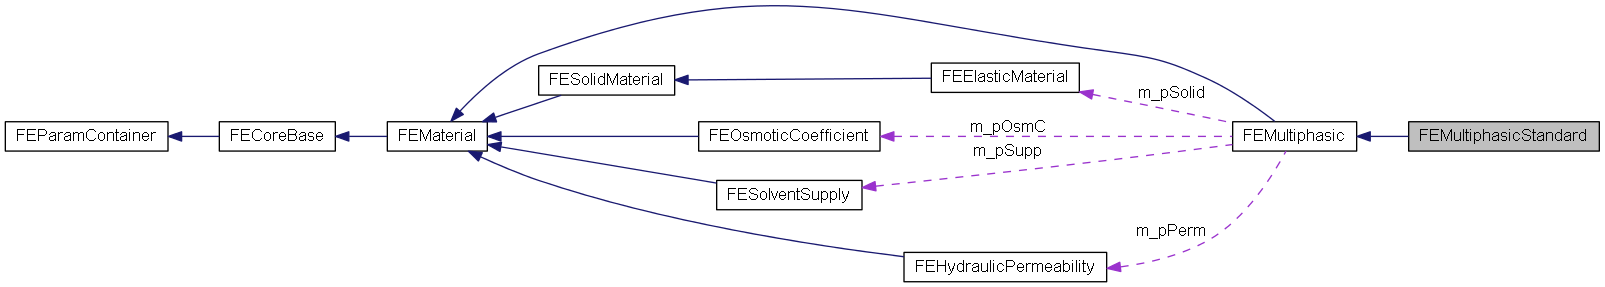 FESolidMaterial
FEElasticMaterial
m_pSolid
FEParamContainer
FECoreBase
FEMaterial
FEOsmoticCoefficient
m_pOsmC
m_pSupp
FEMultiphasic
FEMultiphasicStandard
FESolventSupply
m_pPerm
FEHydraulicPermeability